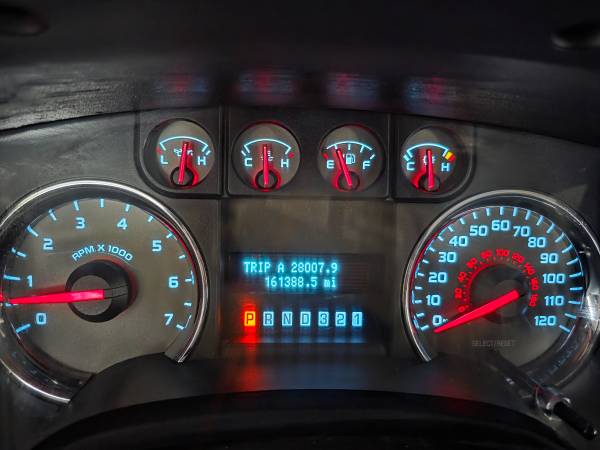 L H
C H
E F
C H
RPM X 1000
0 1 2 3 4 5 6 7
TRIP A 28007.9
161388.5 mi
P R N D 3 2 1
0 10 20 30 40 50 60 70 80 90 100 110 120
SELECT/RESET